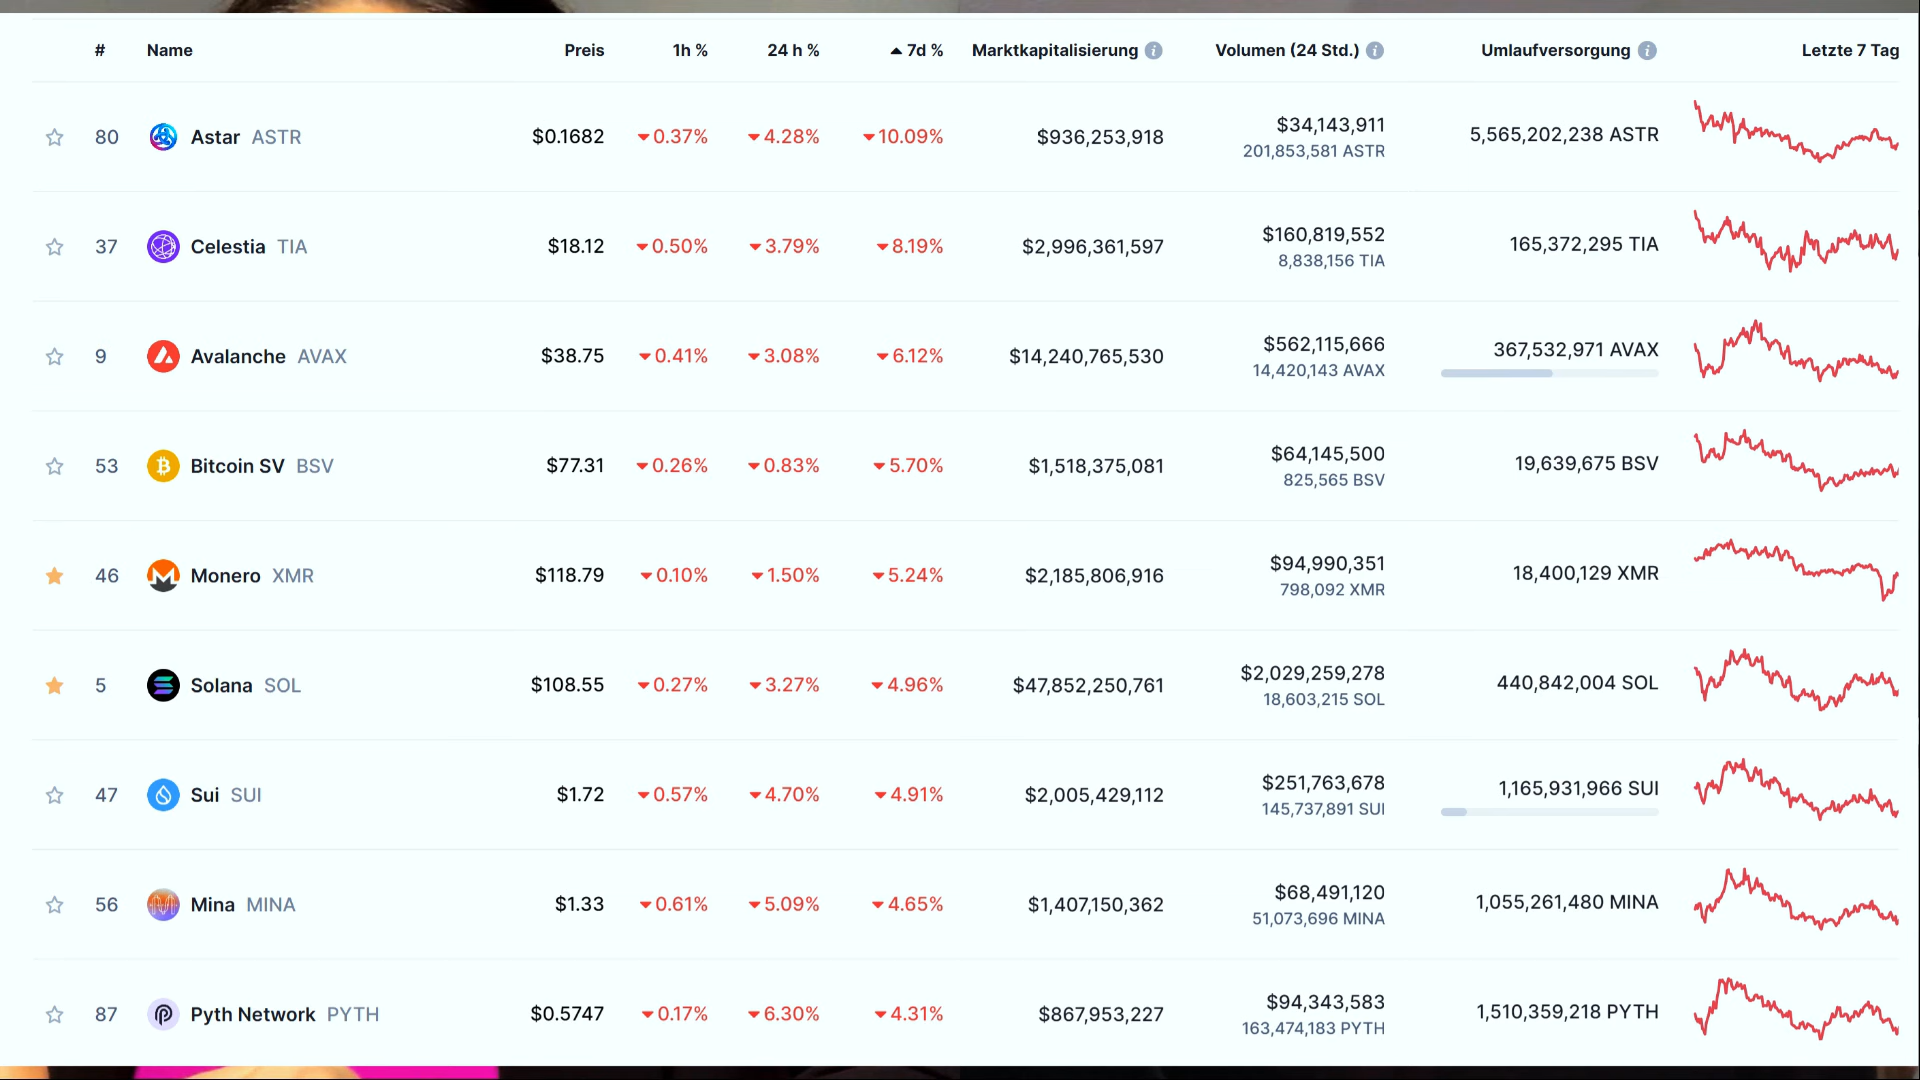 # Name Preis 1h % 24 h % ▲ 7d % Marktkapitalisierung Volumen (24 Std.) Umlaufversorgung Letzte 7 Tag
80 Astar ASTR $0.1682 0.37% 4.28% 10.09% $936,253,918 $34,143,911 5,565,202,238 ASTR
201,853,581 ASTR
37 Celestia TIA $18.12 0.50% 3.79% 8.19% $2,996,361,597 $160,819,552 165,372,295 TIA
8,838,156 TIA
9 Avalanche AVAX $38.75 0.41% 3.08% 6.12% $14,240,765,530 $562,115,666 367,532,971 AVAX
14,420,143 AVAX
53 Bitcoin SV BSV $77.31 0.26% 0.83% 5.70% $1,518,375,081 $64,145,500 19,639,675 BSV
825,565 BSV
46 Monero XMR $118.79 0.10% 1.50% 5.24% $2,185,806,916 $94,990,351 18,400,129 XMR
798,092 XMR
5 Solana SOL $108.55 0.27% 3.27% 4.96% $47,852,250,761 $2,029,259,278 440,842,004 SOL
18,603,215 SOL
47 Sui SUI $1.72 0.57% 4.70% 4.91% $2,005,429,112 $251,763,678 1,165,931,966 SUI
145,737,891 SUI
56 Mina MINA $1.33 0.61% 5.09% 4.65% $1,407,150,362 $68,491,120 1,055,261,480 MINA
51,073,696 MINA
87 Pyth Network PYTH $0.5747 0.17% 6.30% 4.31% $867,953,227 $94,343,583 1,510,359,218 PYTH
163,474,183 PYTH